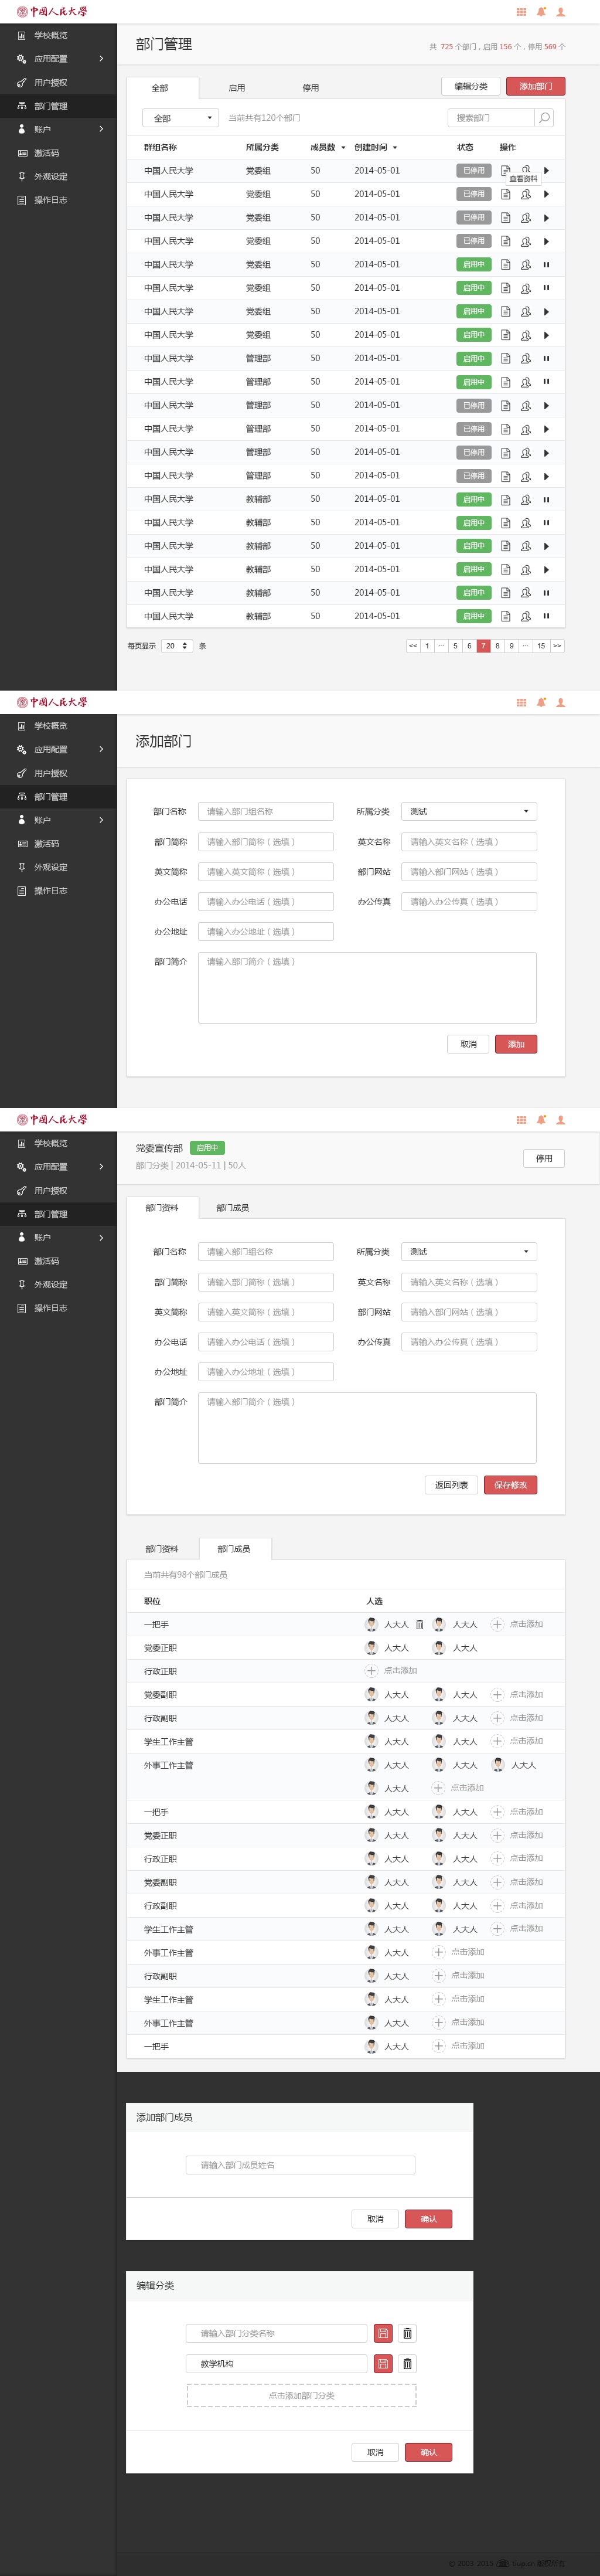 中国人民大学
学校概览
应用配置
用户授权
部门管理
账户
激活码
外观设定
操作日志
部门管理
共 725 个部门，启用 156 个，停用 569 个
全部 启用 停用 编辑分类 添加部门
全部 当前共有120个部门 搜索部门
群组名称 所属分类 成员数 创建时间 状态 操作
中国人民大学 党委组 50 2014-05-01 已停用
查看资料
中国人民大学 党委组 50 2014-05-01 已停用
中国人民大学 党委组 50 2014-05-01 已停用
中国人民大学 党委组 50 2014-05-01 已停用
中国人民大学 党委组 50 2014-05-01 启用中
中国人民大学 党委组 50 2014-05-01 启用中
中国人民大学 党委组 50 2014-05-01 启用中
中国人民大学 党委组 50 2014-05-01 启用中
中国人民大学 管理部 50 2014-05-01 启用中
中国人民大学 管理部 50 2014-05-01 启用中
中国人民大学 管理部 50 2014-05-01 已停用
中国人民大学 管理部 50 2014-05-01 已停用
中国人民大学 管理部 50 2014-05-01 已停用
中国人民大学 管理部 50 2014-05-01 已停用
中国人民大学 教辅部 50 2014-05-01 启用中
中国人民大学 教辅部 50 2014-05-01 启用中
中国人民大学 教辅部 50 2014-05-01 启用中
中国人民大学 教辅部 50 2014-05-01 启用中
中国人民大学 教辅部 50 2014-05-01 启用中
中国人民大学 教辅部 50 2014-05-01 启用中
每页显示 20 条 << 1 ··· 5 6 7 8 9 ··· 15 >>
中国人民大学
学校概览
应用配置
用户授权
部门管理
账户
激活码
外观设定
操作日志
添加部门
部门名称 请输入部门组名称 所属分类 测试
部门简称 请输入部门简称（选填） 英文名称 请输入英文名称（选填）
英文简称 请输入英文简称（选填） 部门网站 请输入部门网站（选填）
办公电话 请输入办公电话（选填） 办公传真 请输入办公传真（选填）
办公地址 请输入办公地址（选填）
部门简介 请输入部门简介（选填）
取消 添加
中国人民大学
学校概览
应用配置
用户授权
部门管理
账户
激活码
外观设定
操作日志
党委宣传部 启用中
部门分类 | 2014-05-11 | 50人
停用
部门资料 部门成员
部门名称 请输入部门组名称 所属分类 测试
部门简称 请输入部门简称（选填） 英文名称 请输入英文名称（选填）
英文简称 请输入英文简称（选填） 部门网站 请输入部门网站（选填）
办公电话 请输入办公电话（选填） 办公传真 请输入办公传真（选填）
办公地址 请输入办公地址（选填）
部门简介 请输入部门简介（选填）
返回列表 保存修改
部门资料 部门成员
当前共有98个部门成员
职位 人选
一把手 人大人 人大人 点击添加
党委正职 人大人 人大人
行政正职 点击添加
党委副职 人大人 人大人 点击添加
行政副职 人大人 人大人 点击添加
学生工作主管 人大人 人大人 点击添加
外事工作主管 人大人 人大人 人大人
人大人 点击添加
一把手 人大人 人大人 点击添加
党委正职 人大人 人大人 点击添加
行政正职 人大人 人大人 点击添加
党委副职 人大人 人大人 点击添加
行政副职 人大人 人大人 点击添加
学生工作主管 人大人 人大人 点击添加
外事工作主管 人大人 点击添加
行政副职 人大人 点击添加
学生工作主管 人大人 点击添加
外事工作主管 人大人 点击添加
一把手 人大人 点击添加
添加部门成员
请输入部门成员姓名
取消 确认
编辑分类
请输入部门分类名称
教学机构
点击添加部门分类
取消 确认